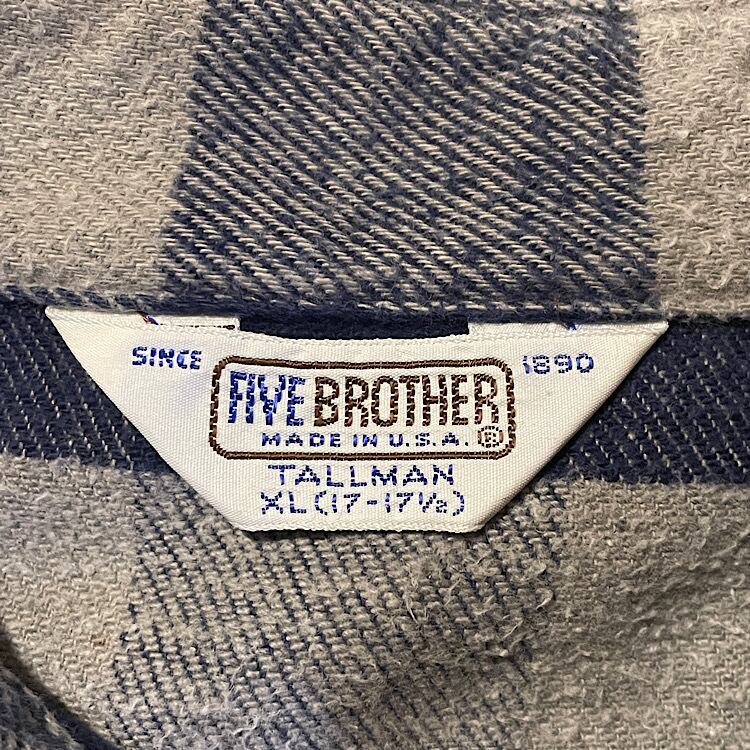 SINCE 1890
FIVE BROTHER
MADE IN U.S.A. ®
TALLMAN
XL (17-17½)